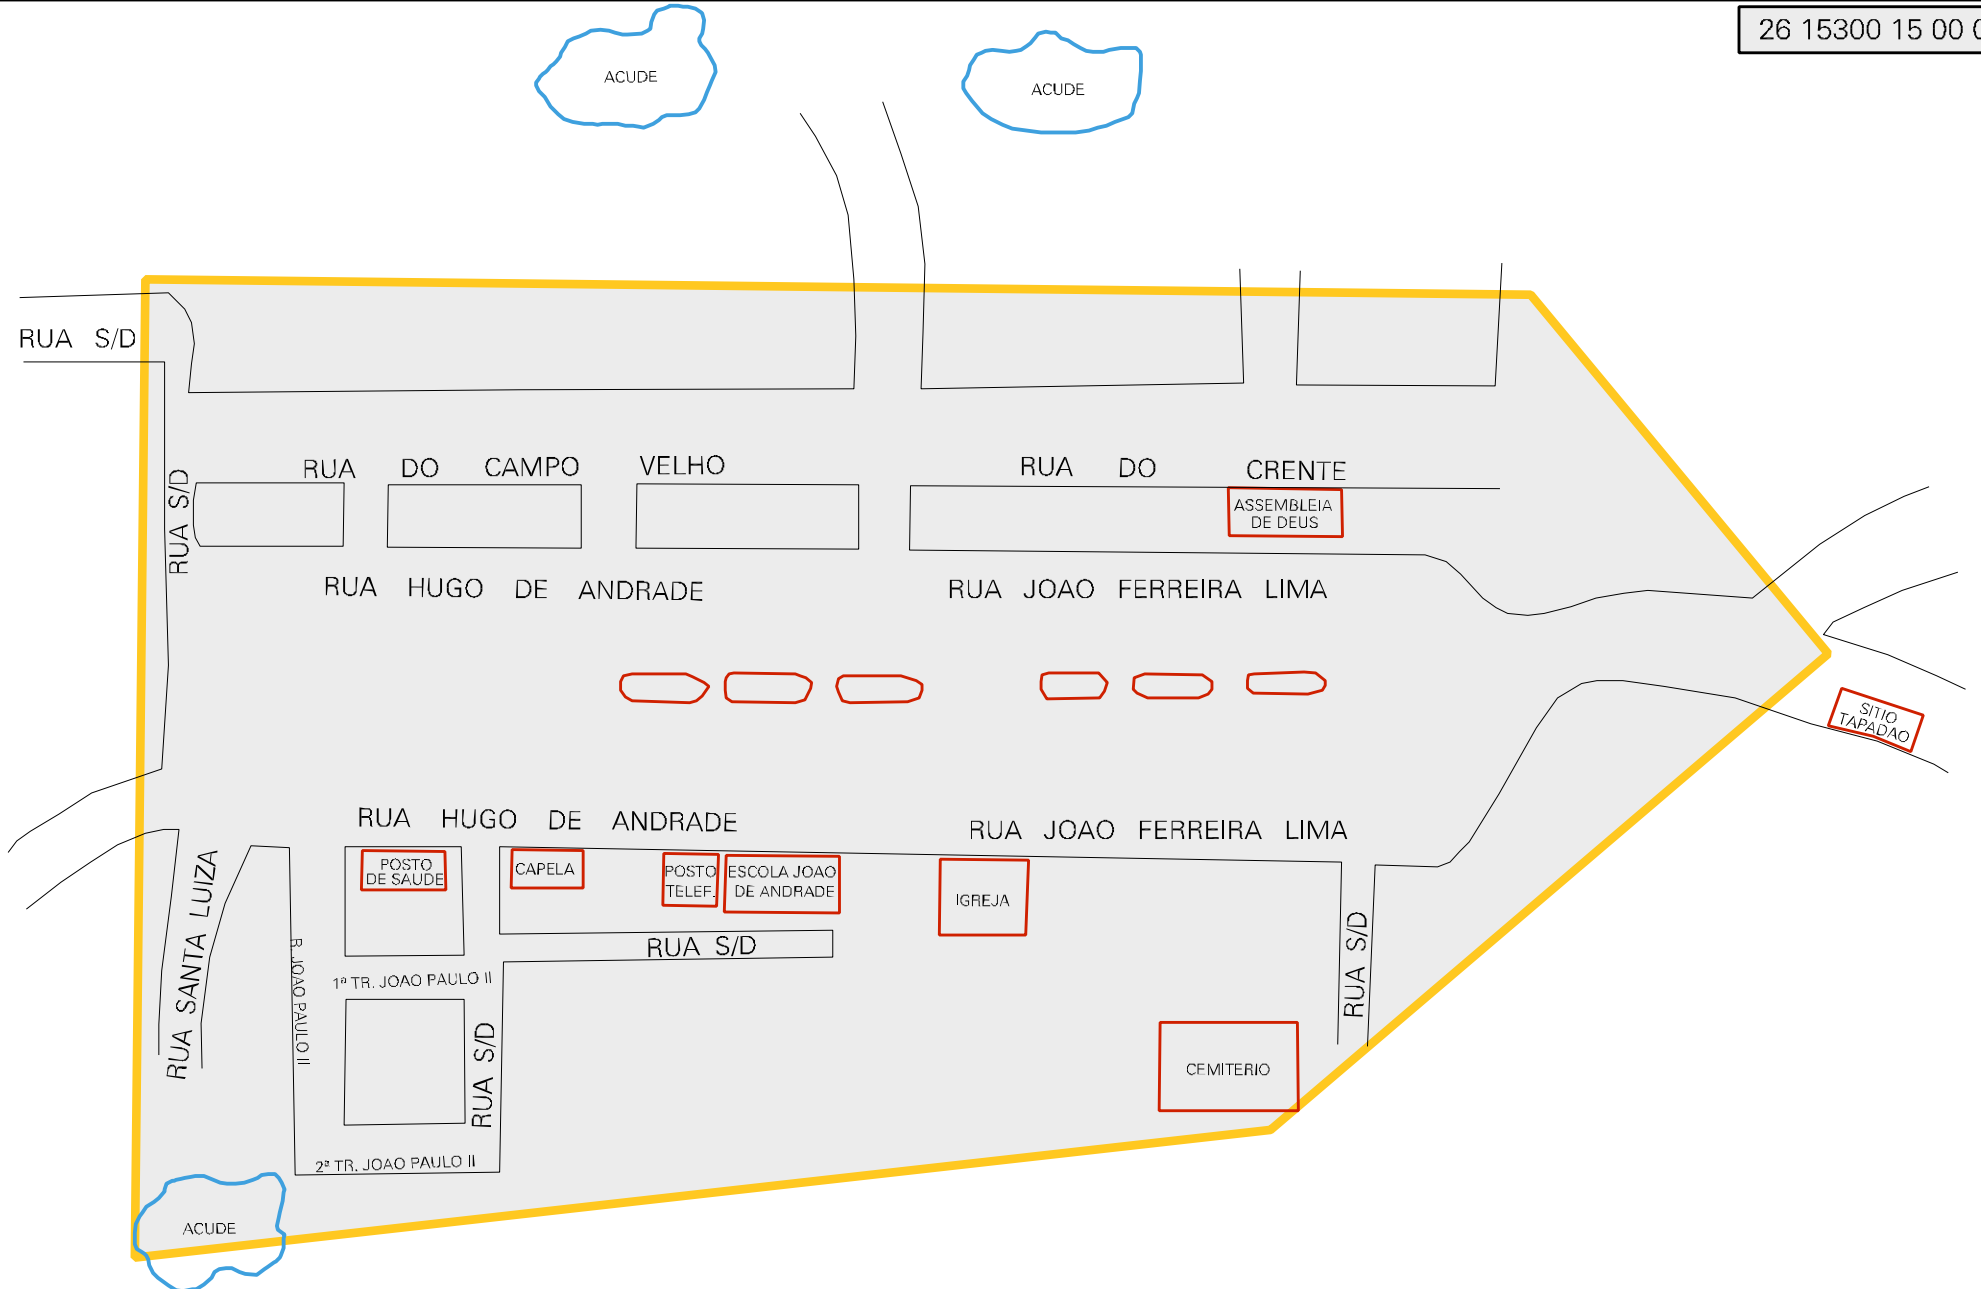 26 15300 15 00
ACUDE
ACUDE
RUA S/D
RUA DO CAMPO VELHO
RUA DO CRENTE
RUA S/D
ASSEMBLEIA
DE DEUS
RUA HUGO DE ANDRADE
RUA JOAO FERREIRA LIMA
SITIO
TAPADAO
RUA HUGO DE ANDRADE
RUA JOAO FERREIRA LIMA
POSTO
DE SAUDE
CAPELA
POSTO
TELEF.
ESCOLA JOAO
DE ANDRADE
IGREJA
RUA SANTA LUIZA
R. JOAO PAULO II
RUA S/D
RUA S/D
1ª TR. JOAO PAULO II
RUA S/D
CEMITERIO
2ª TR. JOAO PAULO II
ACUDE